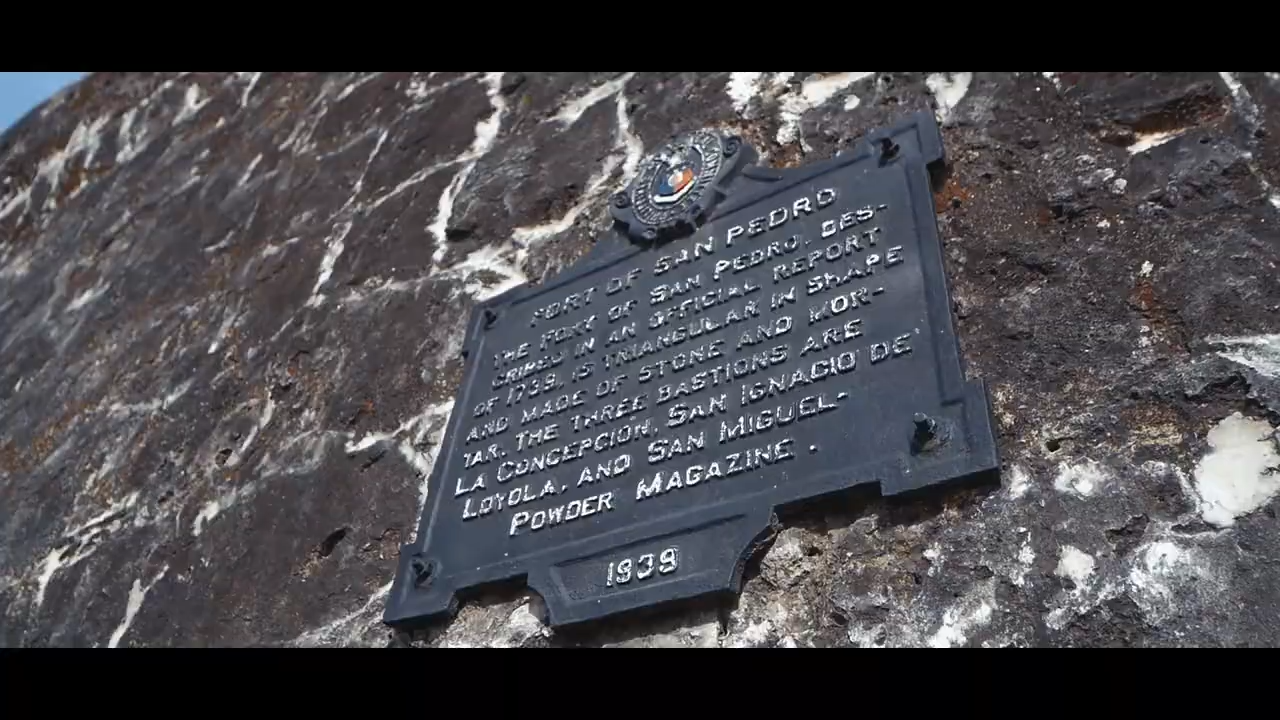 FORT OF SAN PEDRO
THE FORT OF SAN PEDRO, DES-
CRIBED IN AN OFFICIAL REPORT
OF 1739, IS TRIANGULAR IN SHAPE
AND MADE OF STONE AND MOR-
TAR. THE THREE BASTIONS ARE
LA CONCEPCION, SAN IGNACIO DE
LOYOLA, AND SAN MIGUEL-
POWDER MAGAZINE.
1939